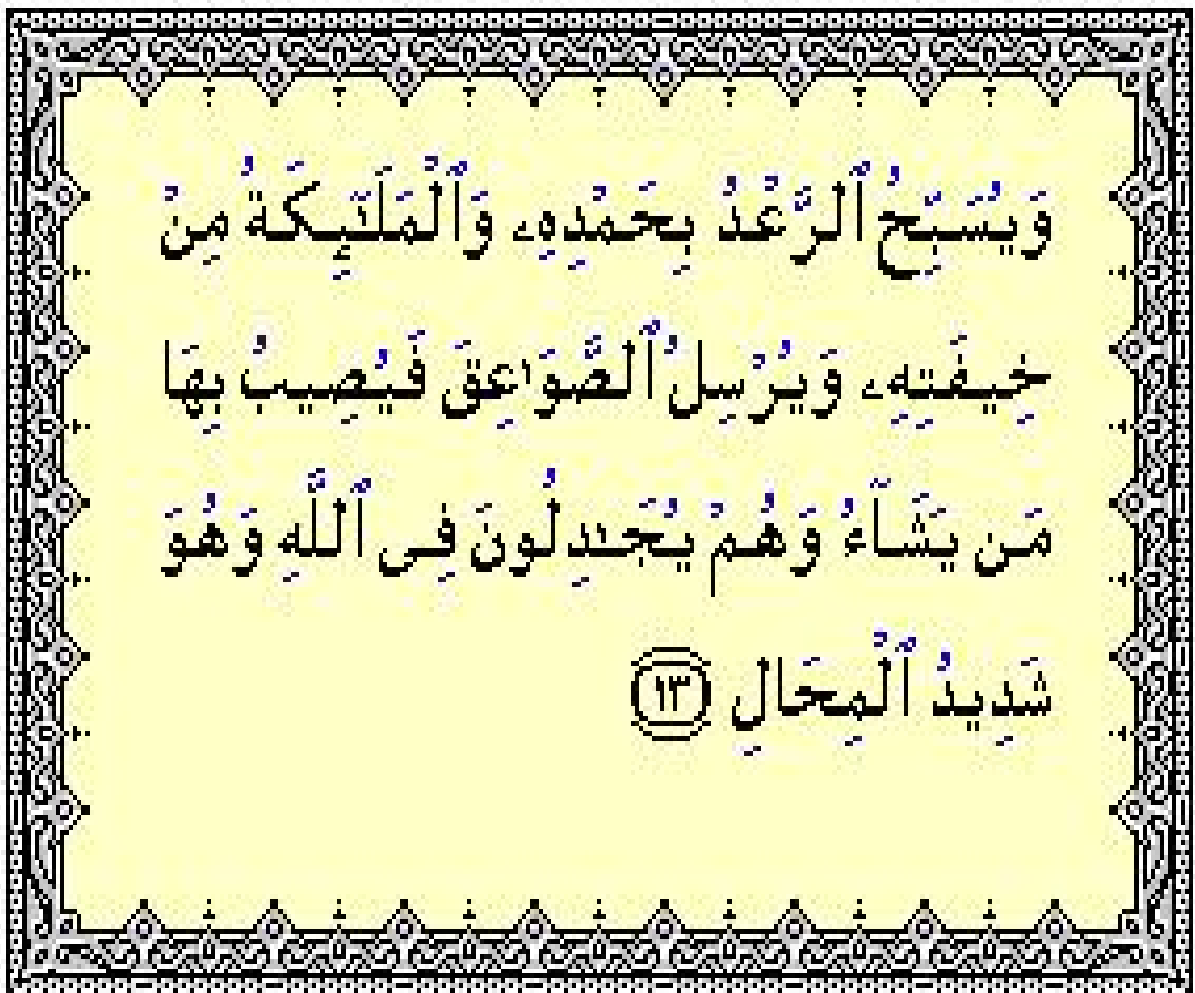 وَيُسَبِّحُ ٱلرَّعْدُ بِحَمْدِهِۦ وَٱلْمَلَٰٓئِكَةُ مِنْ
خِيفَتِهِۦ وَيُرْسِلُ ٱلصَّوَٰعِقَ فَيُصِيبُ بِهَا
مَن يَشَآءُ وَهُمْ يُجَٰدِلُونَ فِى ٱللَّهِ وَهُوَ
شَدِيدُ ٱلْمِحَالِ ١٣